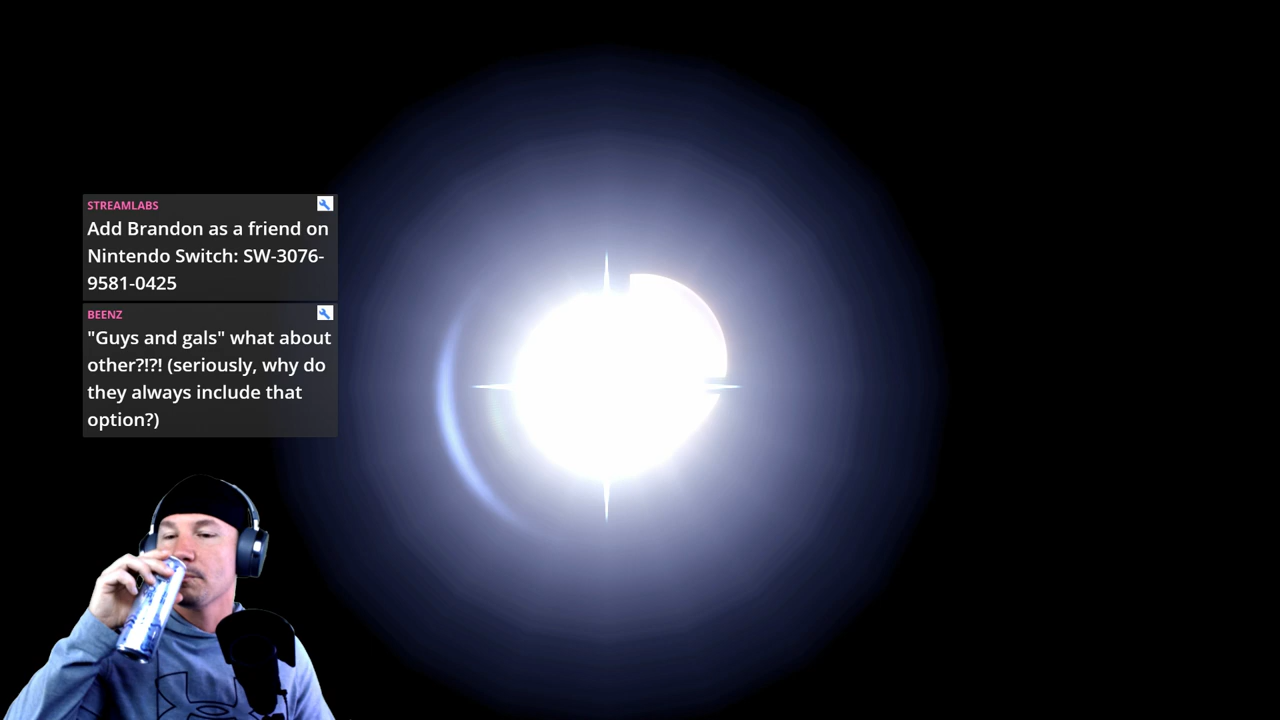 STREAMLABS
Add Brandon as a friend on
Nintendo Switch: SW-3076-
9581-0425
BEENZ
"Guys and gals" what about
other?!?! (seriously, why do
they always include that
option?)